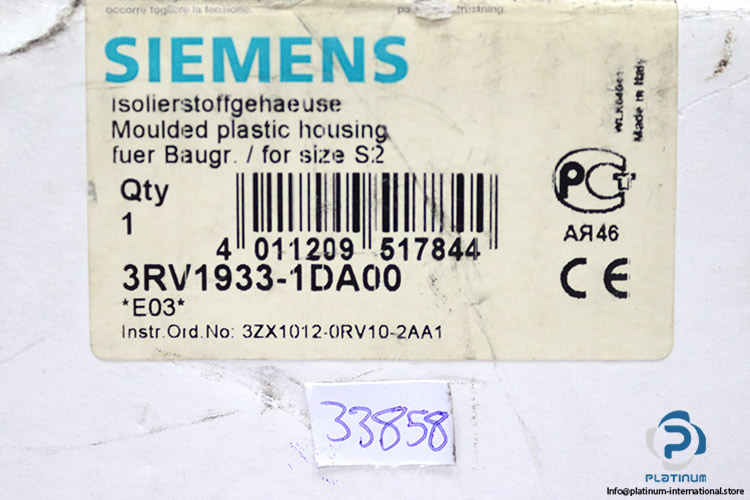 occorre togliere la tensione.
SIEMENS
Isolierstoffgehaeuse
Moulded plastic housing
fuer Baugr. / for size S2
Qty
1
4 011209 517844
3RV1933-1DA00
*E03*
Instr.Ord.No: 3ZX1012-0RV10-2AA1
Made in Italy
PC
АЯ46
CE
33858
PLATINUM
Info@platinum-international.store